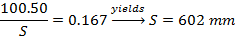 100.50/S = 0.167 yields→ S = 602 mm